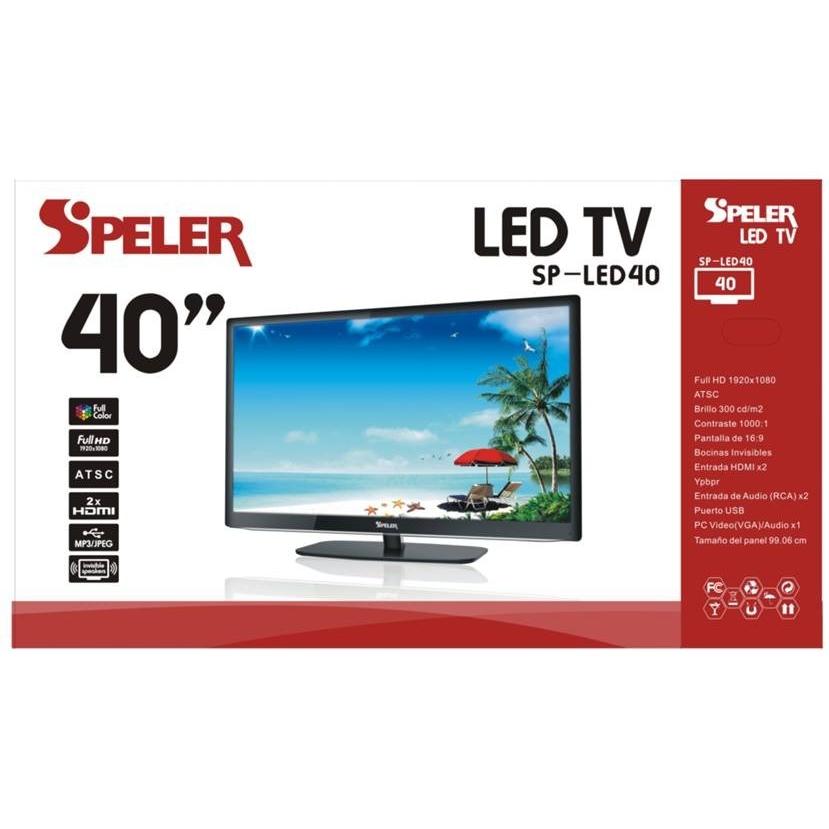 SPELER
40”
LED TV
SP-LED40
Full Color
Full HD
1920x1080
ATSC
2x
HDMI
MP3/JPEG
invisible
speakers
SPELER
SPELER
LED TV
SP-LED40
40
Full HD 1920x1080
ATSC
Brillo 300 cd/m2
Contraste 1000:1
Pantalla de 16:9
Bocinas Invisibles
Entrada HDMI x2
Ypbpr
Entrada de Audio (RCA) x2
Puerto USB
PC Video(VGA)/Audio x1
Tamaño del panel 99.06 cm
FC